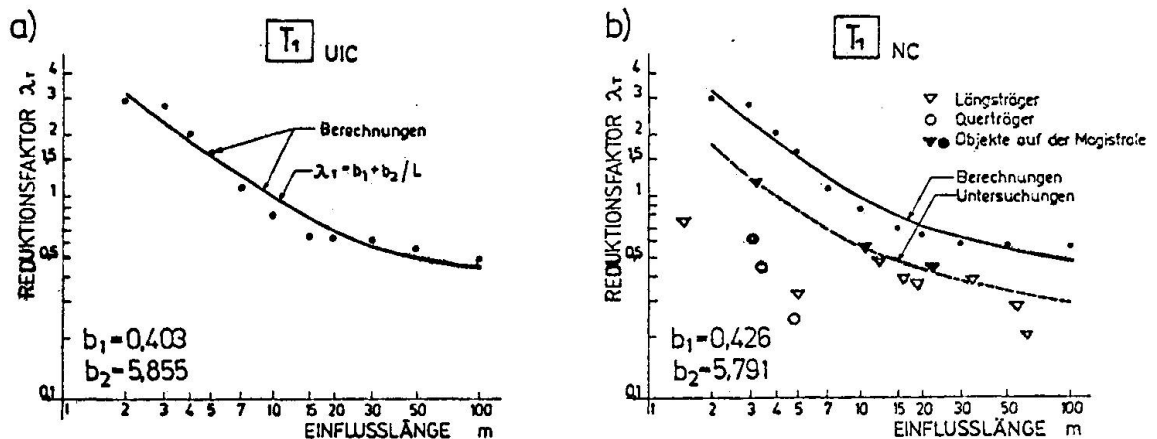 a)
T₁ UIC
REDUKTIONSFAKTOR λτ
4
3
2
1,5
1
0,5
0,1
Berechnungen
λτ = b₁ + b₂ / L
b₁=0,403
b₂=5,855
1 2 3 4 5 7 10 15 20 30 50 100
EINFLUSSLÄNGE m
b)
T₁ NC
REDUKTIONSFAKTOR λτ
4
3
2
1,5
1
0,5
0,1
Längsträger
Querträger
Objekte auf der Magistrale
Berechnungen
Untersuchungen
b₁=0,426
b₂=5,791
1 2 3 4 5 7 10 15 20 30 50 100
EINFLUSSLÄNGE m